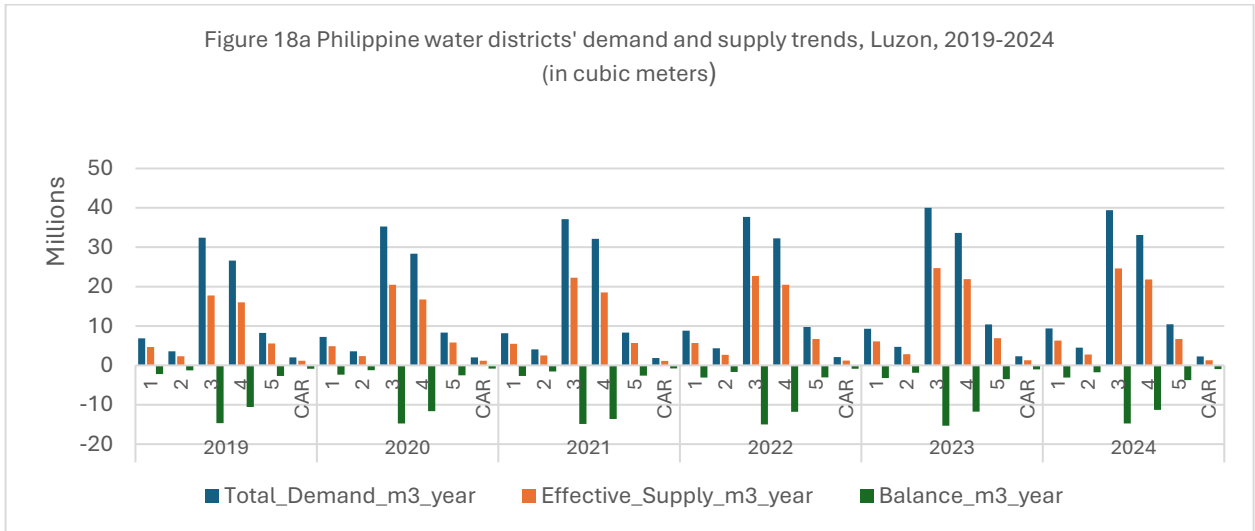 Figure 18a Philippine water districts' demand and supply trends, Luzon, 2019-2024
(in cubic meters)
Millions
50
40
30
20
10
0
-10
-20
1 2 3 4 5 CAR 1 2 3 4 5 CAR 1 2 3 4 5 CAR 1 2 3 4 5 CAR 1 2 3 4 5 CAR 1 2 3 4 5 CAR
2019 2020 2021 2022 2023 2024
Total_Demand_m3_year Effective_Supply_m3_year Balance_m3_year